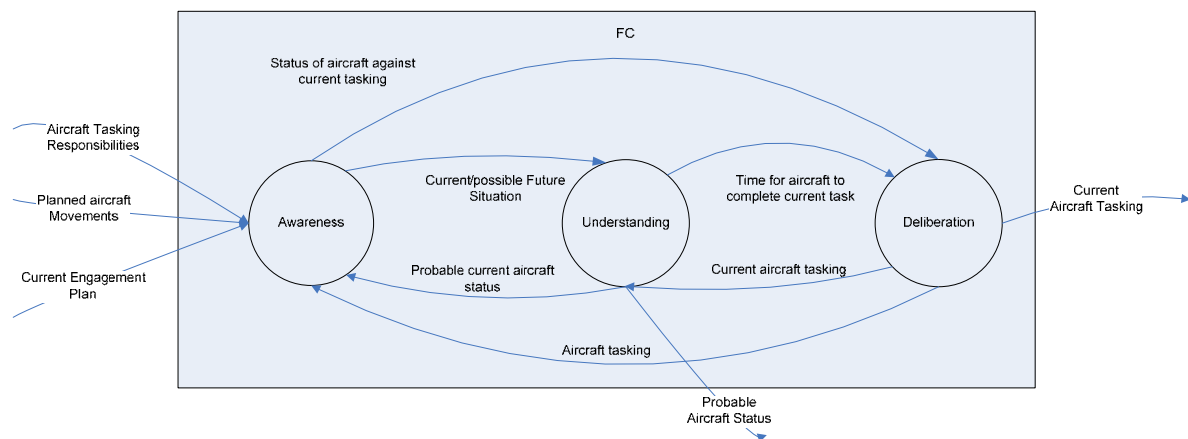 FC
Status of aircraft against
current tasking
Aircraft Tasking
Responsibilities
Current/possible Future
Situation
Time for aircraft to
complete current task
Planned aircraft
Movements
Current
Aircraft Tasking
Awareness
Understanding
Deliberation
Current Engagement
Plan
Probable current aircraft
status
Current aircraft tasking
Aircraft tasking
Probable
Aircraft Status